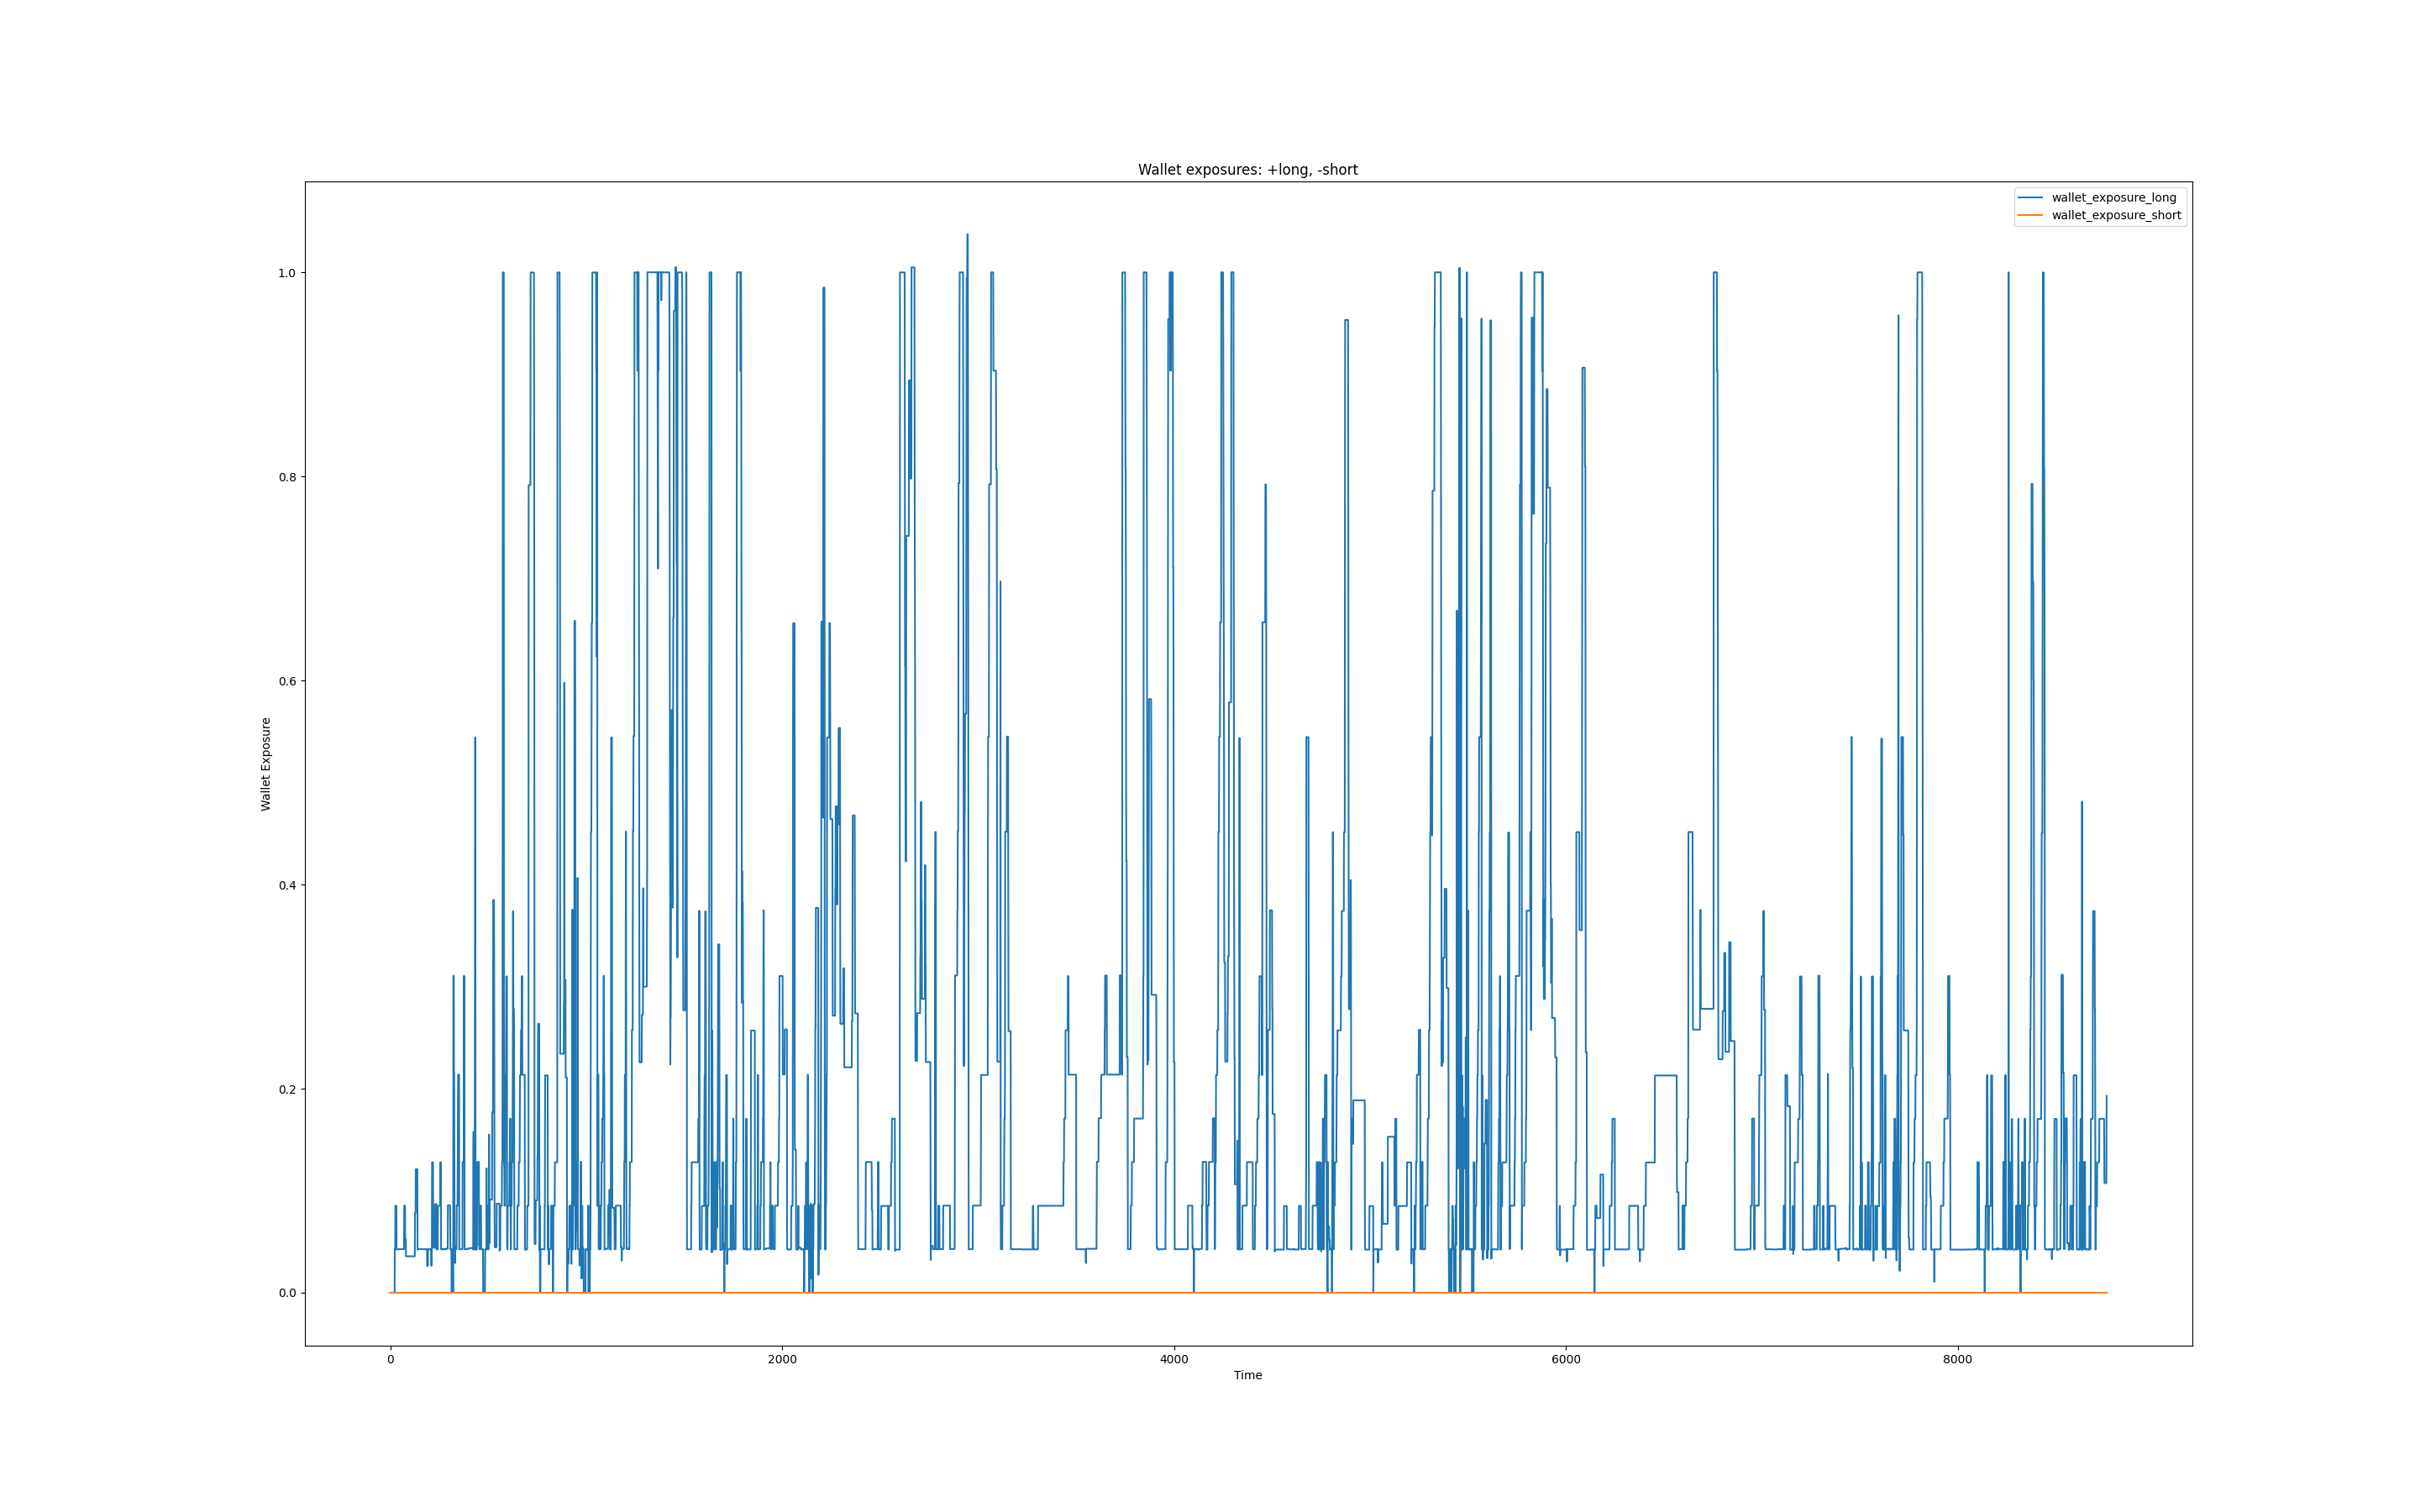 Wallet exposures: +long, -short
wallet_exposure_long
wallet_exposure_short
1.0
0.8
0.6
0.4
0.2
0.0
Wallet Exposure
0 2000 4000 6000 8000
Time